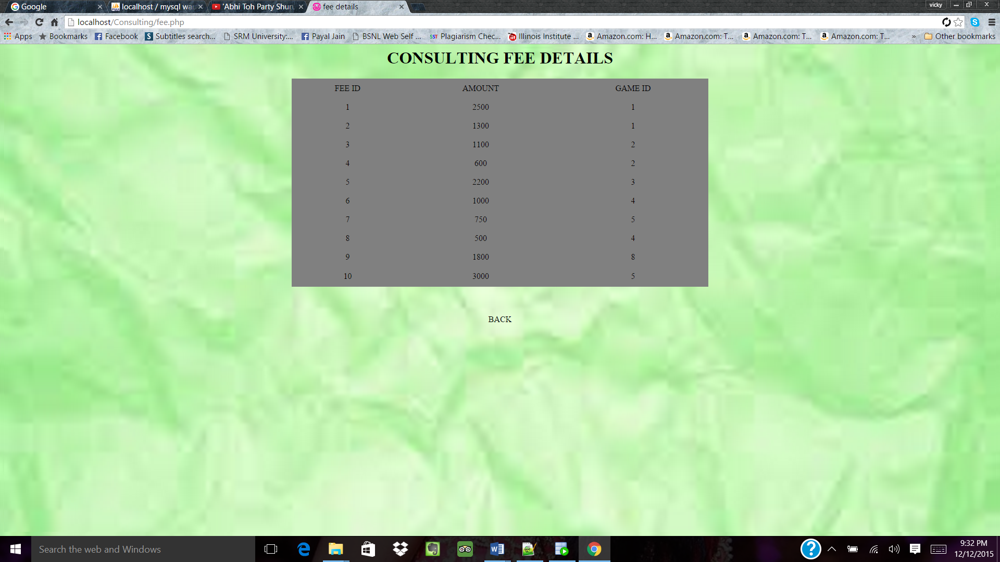 Google
localhost / mysql wa
'Abhi Toh Party Shuru
fee details
vicky
localhost/Consulting/fee.php
Apps Bookmarks Facebook Subtitles search... SRM University:... Payal Jain BSNL Web Self ... SST Plagiarism Chec... Illinois Institute ... Amazon.com: H... Amazon.com: T... Amazon.com: T... Amazon.com: T... » Other bookmarks
CONSULTING FEE DETAILS
FEE ID AMOUNT GAME ID
1 2500 1
2 1300 1
3 1100 2
4 600 2
5 2200 3
6 1000 4
7 750 5
8 500 4
9 1800 8
10 3000 5
BACK
Search the web and Windows
9:32 PM
12/12/2015